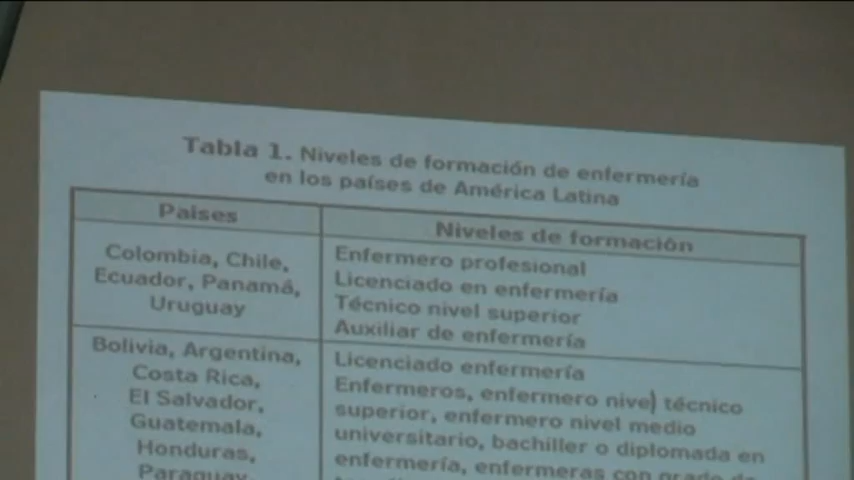 Tabla 1. Niveles de formación de enfermería
en los países de América Latina
Países
Niveles de formación
Colombia, Chile,
Ecuador, Panamá,
Uruguay
Enfermero profesional
Licenciado en enfermería
Técnico nivel superior
Auxiliar de enfermería
Bolivia, Argentina,
Costa Rica,
El Salvador,
Guatemala,
Honduras,
Paraguay,
Licenciado enfermería
Enfermeros, enfermero nive) técnico
superior, enfermero nivel medio
universitario, bachiller o diplomada en
enfermería, enfermeras con grado de